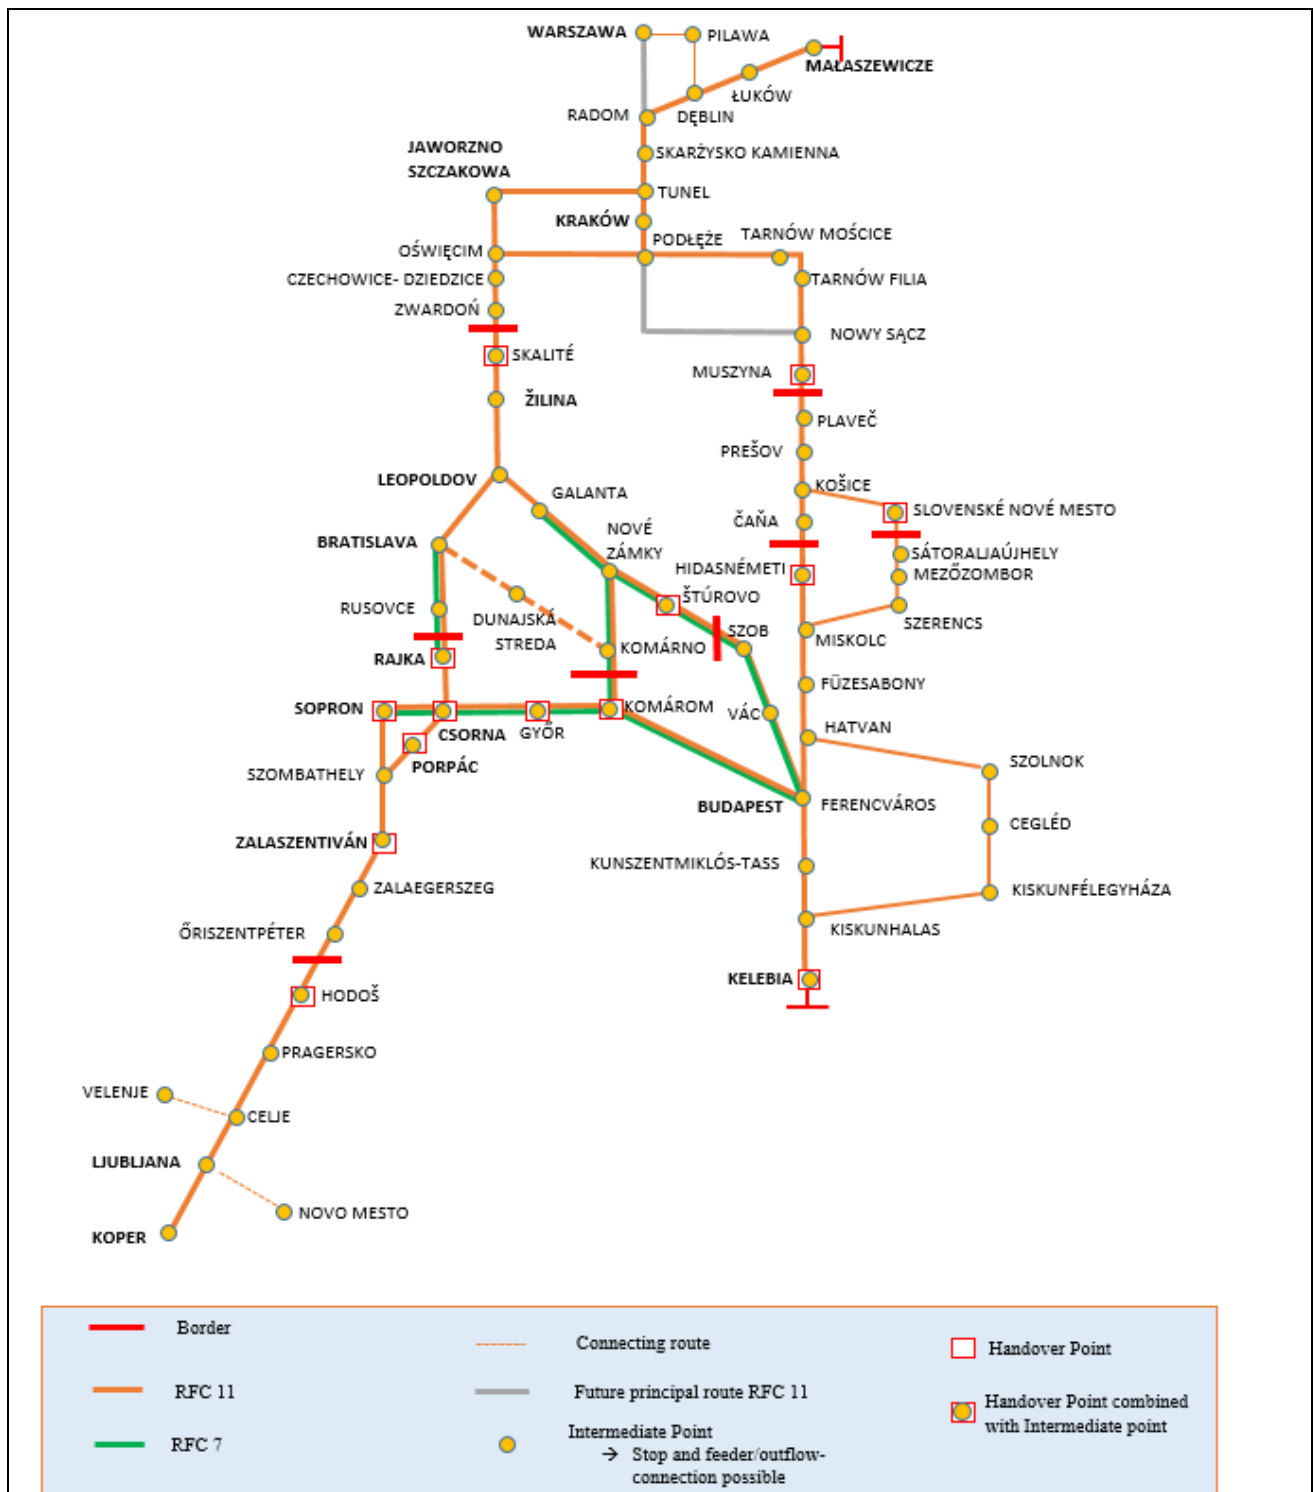 WARSZAWA
PILAWA
MAŁASZEWICZE
ŁUKÓW
RADOM
DĘBLIN
SKARŻYSKO KAMIENNA
JAWORZNO
SZCZAKOWA
TUNEL
KRAKÓW
PODŁĘŻE
TARNÓW MOŚCICE
OŚWIĘCIM
CZECHOWICE- DZIEDZICE
TARNÓW FILIA
ZWARDOŃ
NOWY SĄCZ
SKALITÉ
MUSZYNA
ŽILINA
PLAVEČ
PREŠOV
LEOPOLDOV
KOŠICE
GALANTA
SLOVENSKÉ NOVÉ MESTO
ČAŇA
NOVÉ
ZÁMKY
BRATISLAVA
SÁTORALJAÚJHELY
HIDASNÉMETI
MEZŐZOMBOR
RUSOVCE
ŠTÚROVO
SZERENCS
DUNAJSKÁ
STREDA
SZOB
MISKOLC
KOMÁRNO
RAJKA
FÜZESABONY
SOPRON
KOMÁROM
VÁC
CSORNA
GYŐR
HATVAN
PORPÁC
SZOMBATHELY
SZOLNOK
BUDAPEST
FERENCVÁROS
CEGLÉD
ZALASZENTIVÁN
KUNSZENTMIKLÓS-TASS
ZALAEGERSZEG
KISKUNFÉLEGYHÁZA
ŐRISZENTPÉTER
KISKUNHALAS
KELEBIA
HODOŠ
PRAGERSKO
VELENJE
CELJE
LJUBLJANA
NOVO MESTO
KOPER
Border
Connecting route
Handover Point
RFC 11
Future principal route RFC 11
Handover Point combined
with Intermediate point
RFC 7
Intermediate Point
→ Stop and feeder/outflow-
connection possible